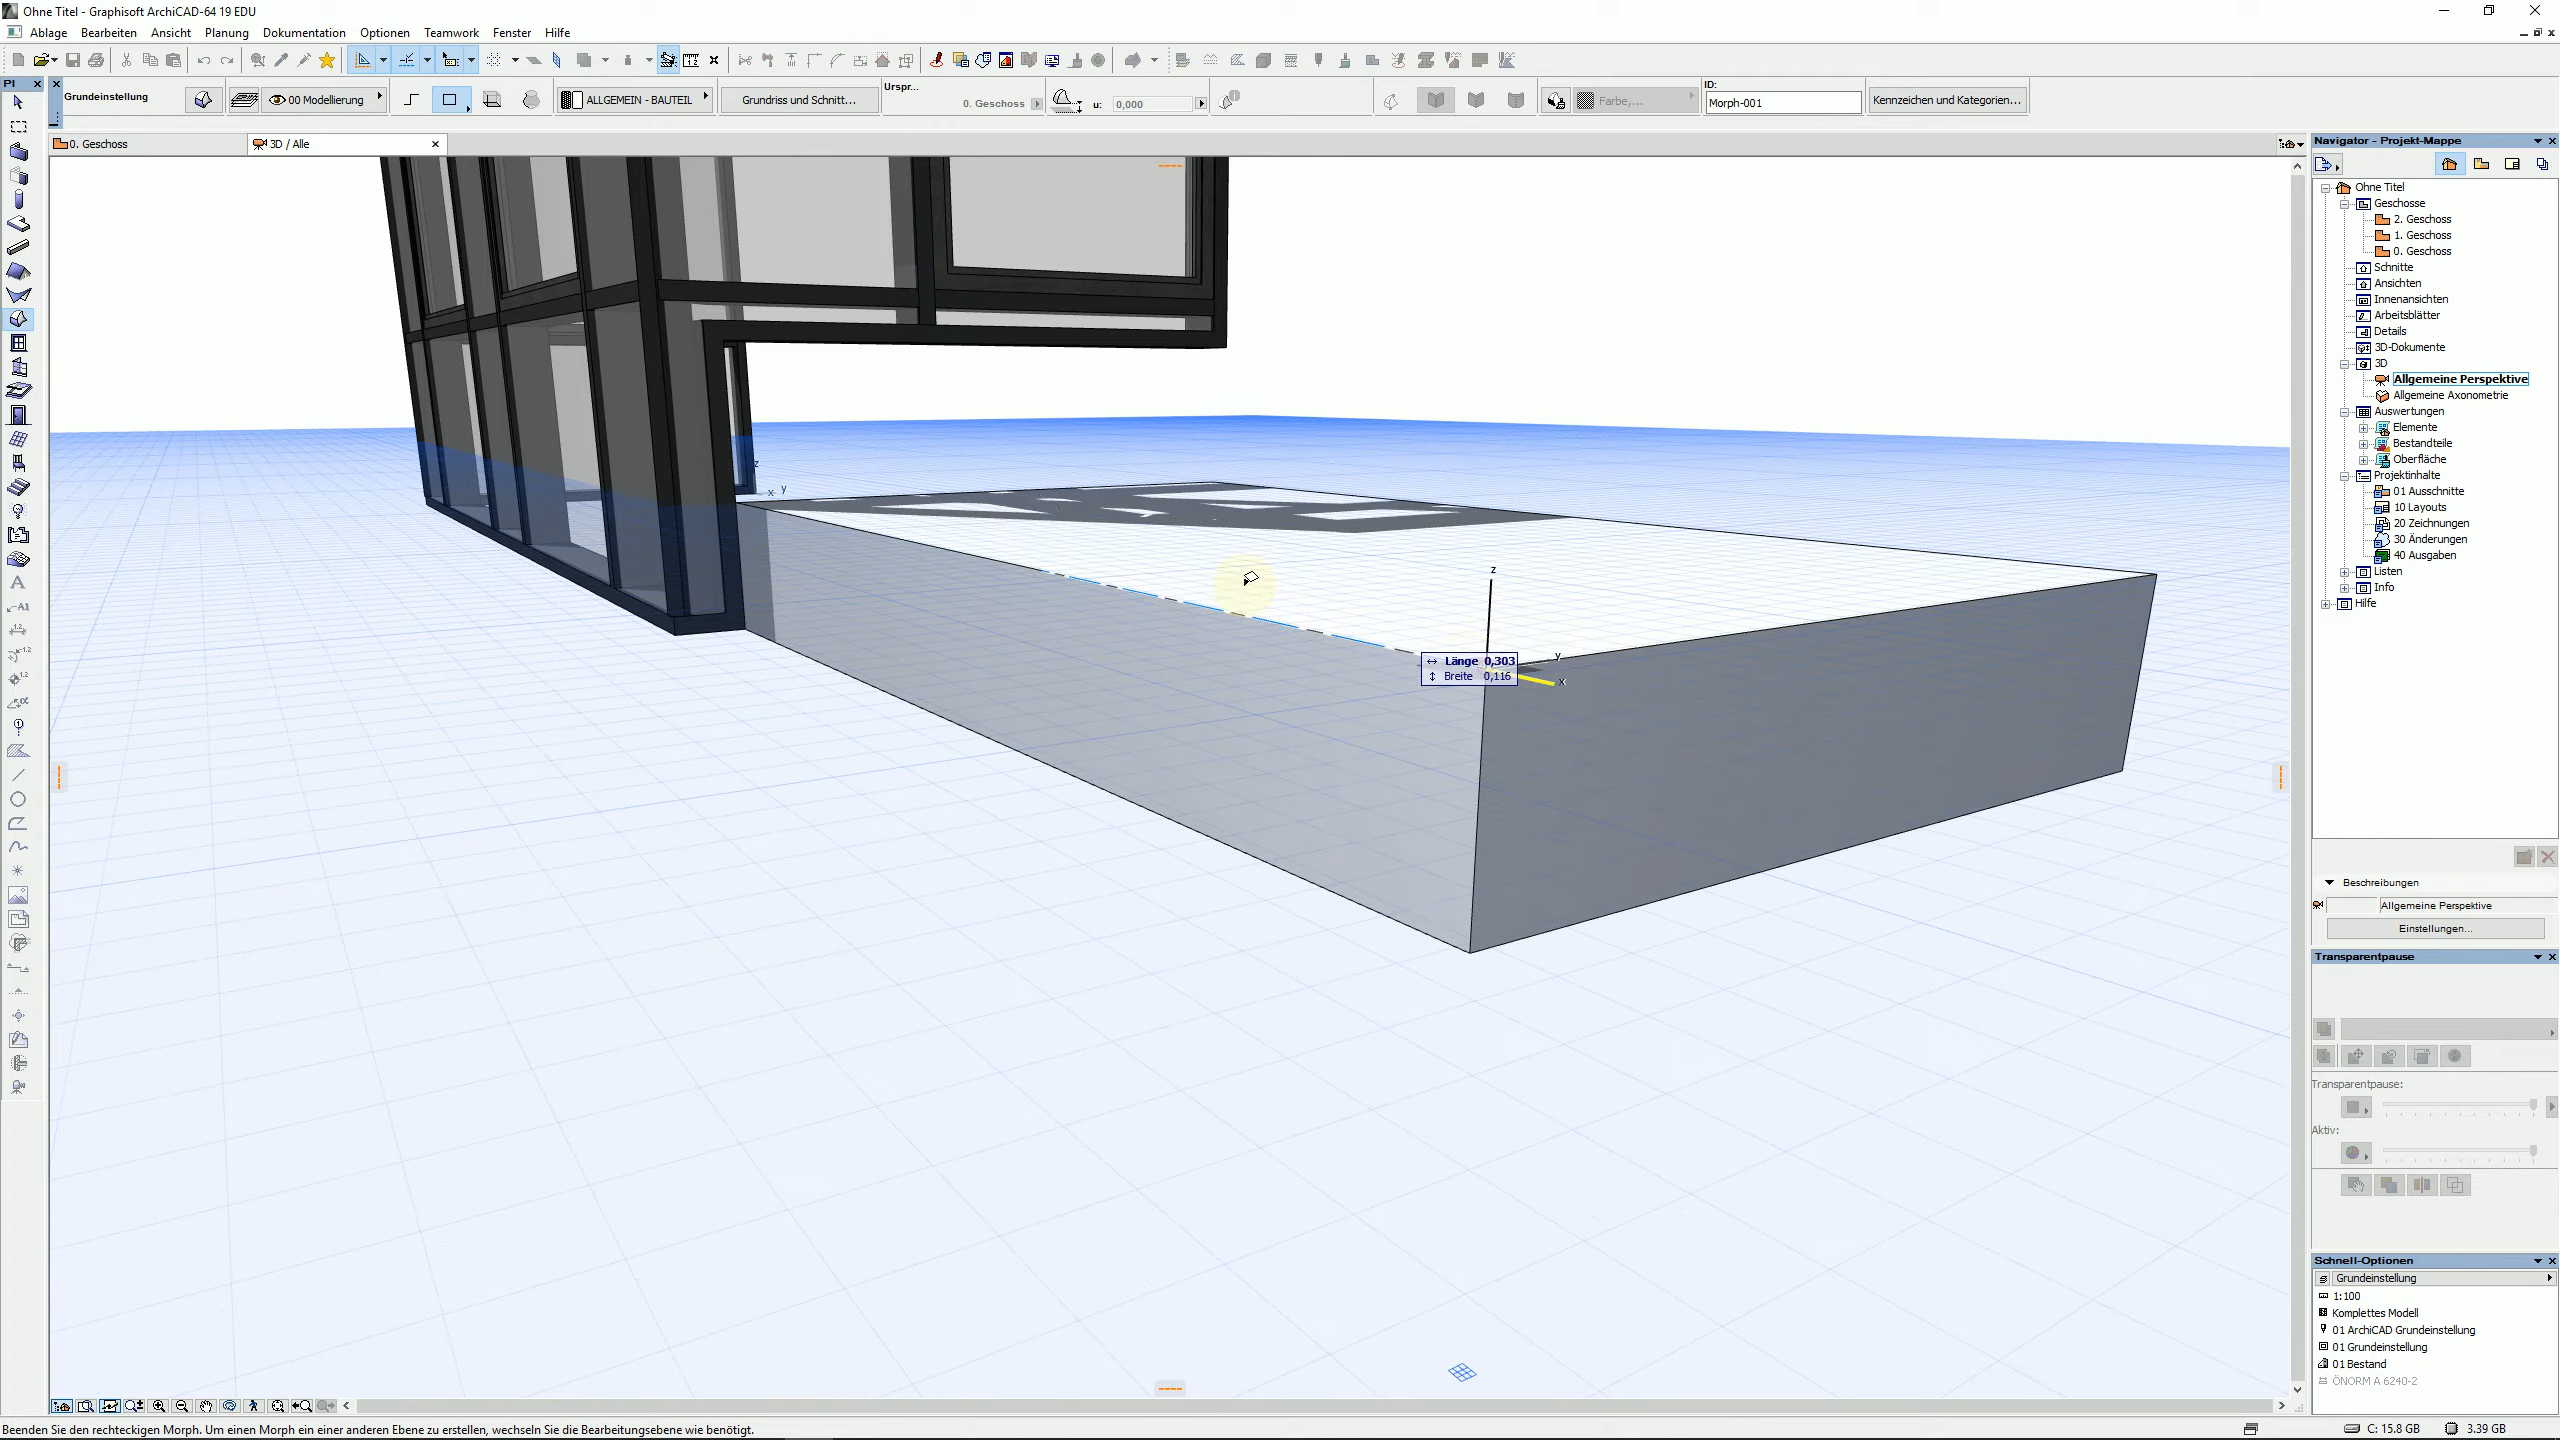 Ohne Titel - Graphisoft ArchiCAD-64 19 EDU
Ablage Bearbeiten Ansicht Planung Dokumentation Optionen Teamwork Fenster Hilfe
PI
Grundeinstellung
00 Modellierung
ALLGEMEIN - BAUTEIL
Grundriss und Schnitt...
Urspr...
0. Geschoss
u: 0,000
Farbe,...
ID:
Morph-001
Kennzeichen und Kategorien...
0. Geschoss
3D / Alle
z
x y
z
y
x
Länge 0,303
Breite 0,116
Navigator - Projekt-Mappe
Ohne Titel
Geschosse
2. Geschoss
1. Geschoss
0. Geschoss
Schnitte
Ansichten
Innenansichten
Arbeitsblätter
Details
3D-Dokumente
3D
Allgemeine Perspektive
Allgemeine Axonometrie
Auswertungen
Elemente
Bestandteile
Oberfläche
Projektinhalte
01 Ausschnitte
10 Layouts
20 Zeichnungen
30 Änderungen
40 Ausgaben
Listen
Info
Hilfe
Beschreibungen
Allgemeine Perspektive
Einstellungen...
Transparentpause
Transparentpause:
Aktiv:
Schnell-Optionen
Grundeinstellung
1:100
Komplettes Modell
01 ArchiCAD Grundeinstellung
01 Grundeinstellung
01 Bestand
ÖNORM A 6240-2
Beenden Sie den rechteckigen Morph. Um einen Morph ein einer anderen Ebene zu erstellen, wechseln Sie die Bearbeitungsebene wie benötigt.
C: 15.8 GB
3.39 GB